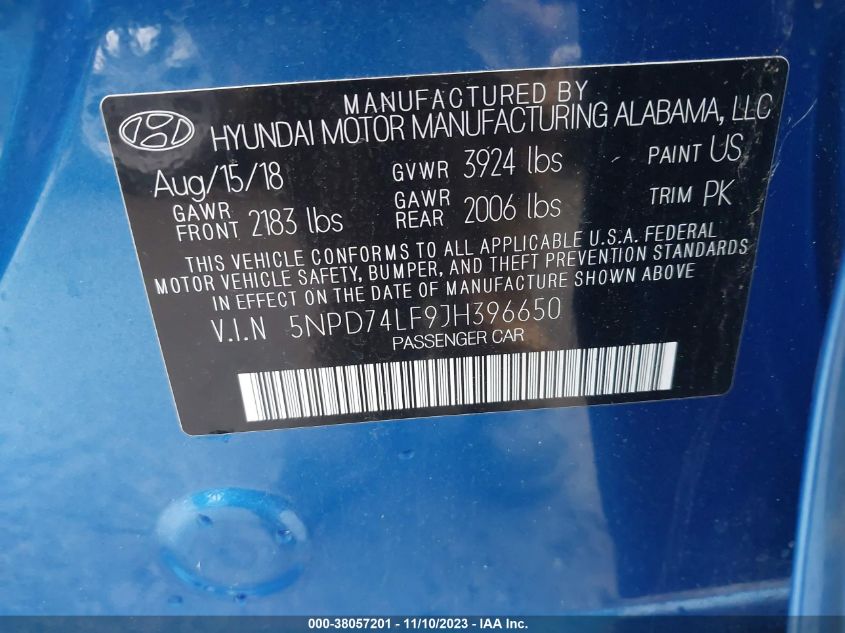 MANUFACTURED BY
HYUNDAI MOTOR MANUFACTURING ALABAMA, LLC
Aug/15/18 GVWR 3924 lbs PAINT US
GAWR FRONT 2183 lbs GAWR REAR 2006 lbs TRIM PK
THIS VEHICLE CONFORMS TO ALL APPLICABLE U.S.A. FEDERAL
MOTOR VEHICLE SAFETY, BUMPER, AND THEFT PREVENTION STANDARDS
IN EFFECT ON THE DATE OF MANUFACTURE SHOWN ABOVE
V.I.N 5NPD74LF9JH396650
PASSENGER CAR
000-38057201 - 11/10/2023 - IAA Inc.